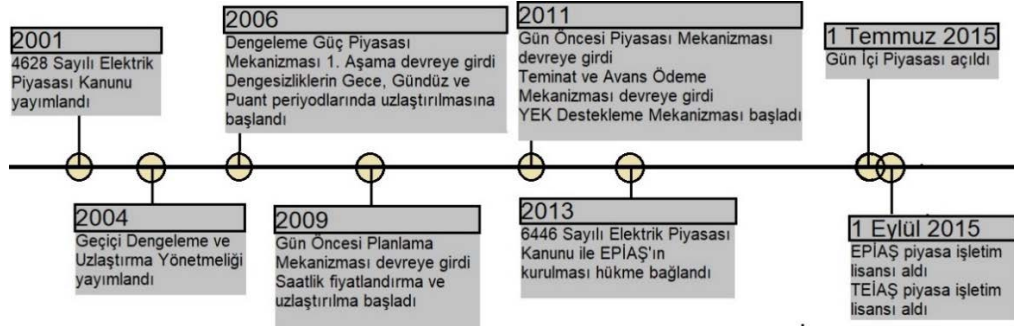 2001
4628 Sayılı Elektrik
Piyasası Kanunu
yayımlandı
2004
Geçiçi Dengeleme ve
Uzlaştırma Yönetmeliği
yayımlandı
2006
Dengeleme Güç Piyasası
Mekanizması 1. Aşama devreye girdi
Dengesizliklerin Gece, Gündüz ve
Puant periyodlarında uzlaştırılmasına
başlandı
2009
Gün Öncesi Planlama
Mekanizması devreye girdi
Saatlik fiyatlandırma ve
uzlaştırılma başladı
2011
Gün Öncesi Piyasası Mekanizması
devreye girdi
Teminat ve Avans Ödeme
Mekanizması devreye girdi
YEK Destekleme Mekanizması başladı
2013
6446 Sayılı Elektrik Piyasası
Kanunu ile EPİAŞ'ın
kurulması hükme bağlandı
1 Temmuz 2015
Gün İçi Piyasası açıldı
1 Eylül 2015
EPİAŞ piyasa işletim
lisansı aldı
TEİAŞ piyasa işletim
lisansı aldı